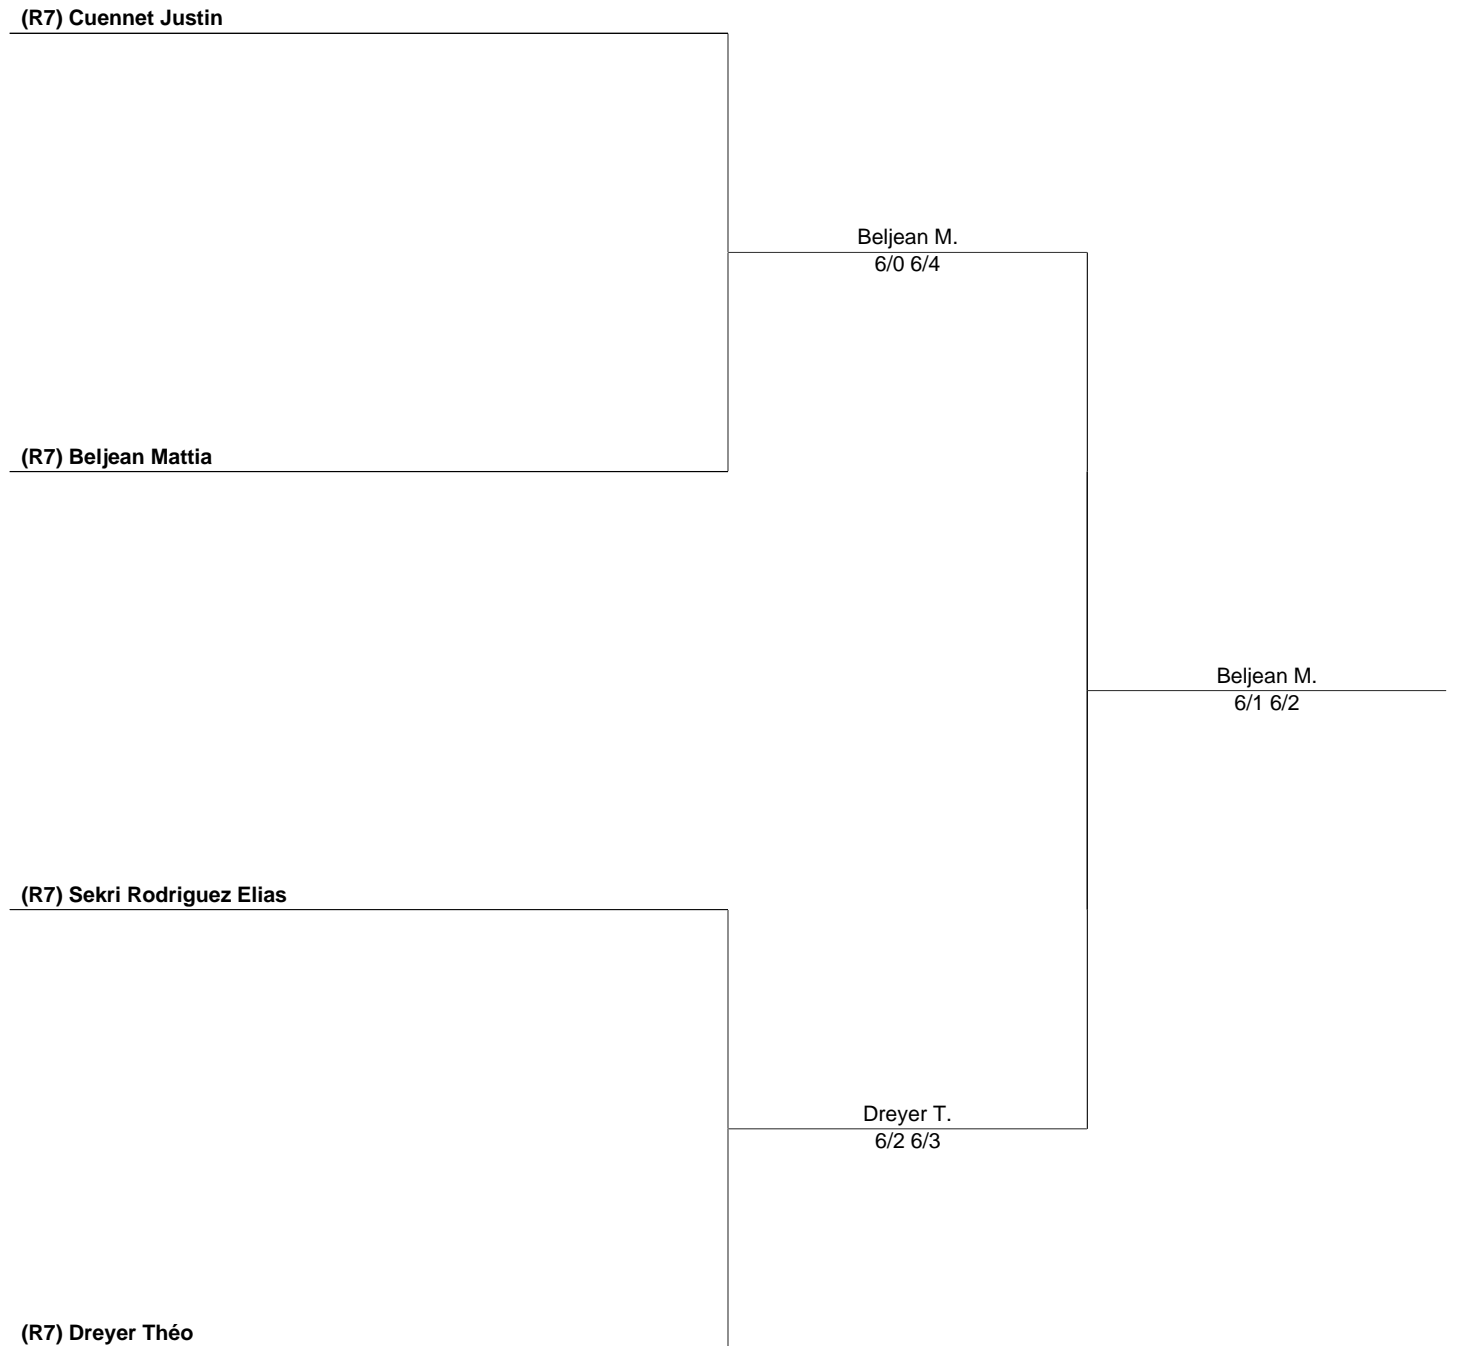 (R7) Cuennet Justin
Beljean M.
6/0 6/4
(R7) Beljean Mattia
Beljean M.
6/1 6/2
(R7) Sekri Rodriguez Elias
Dreyer T.
6/2 6/3
(R7) Dreyer Théo